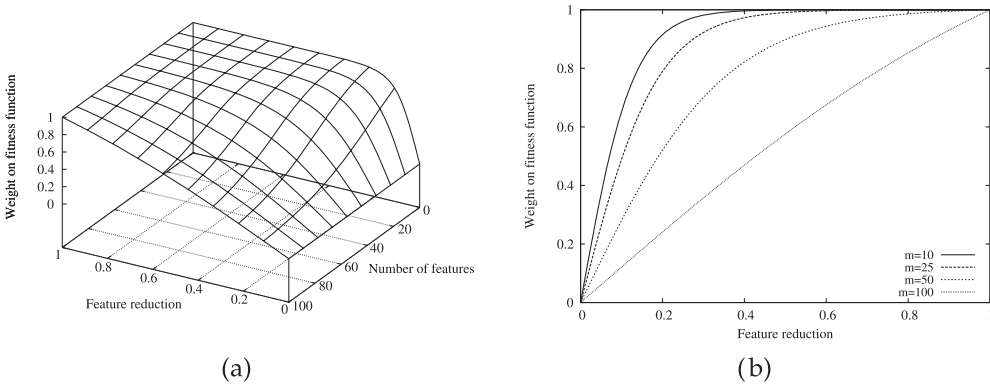 Weight on fitness function
1
0.8
0.6
0.4
0.2
0
1
0.8
0.6
0.4
0.2
0
Feature reduction
100
80
60
40
20
0
Number of features
(a)
Weight on fitness function
1
0.8
0.6
0.4
0.2
0
0
0.2
0.4
0.6
0.8
Feature reduction
m=10
m=25
m=50
m=100
(b)